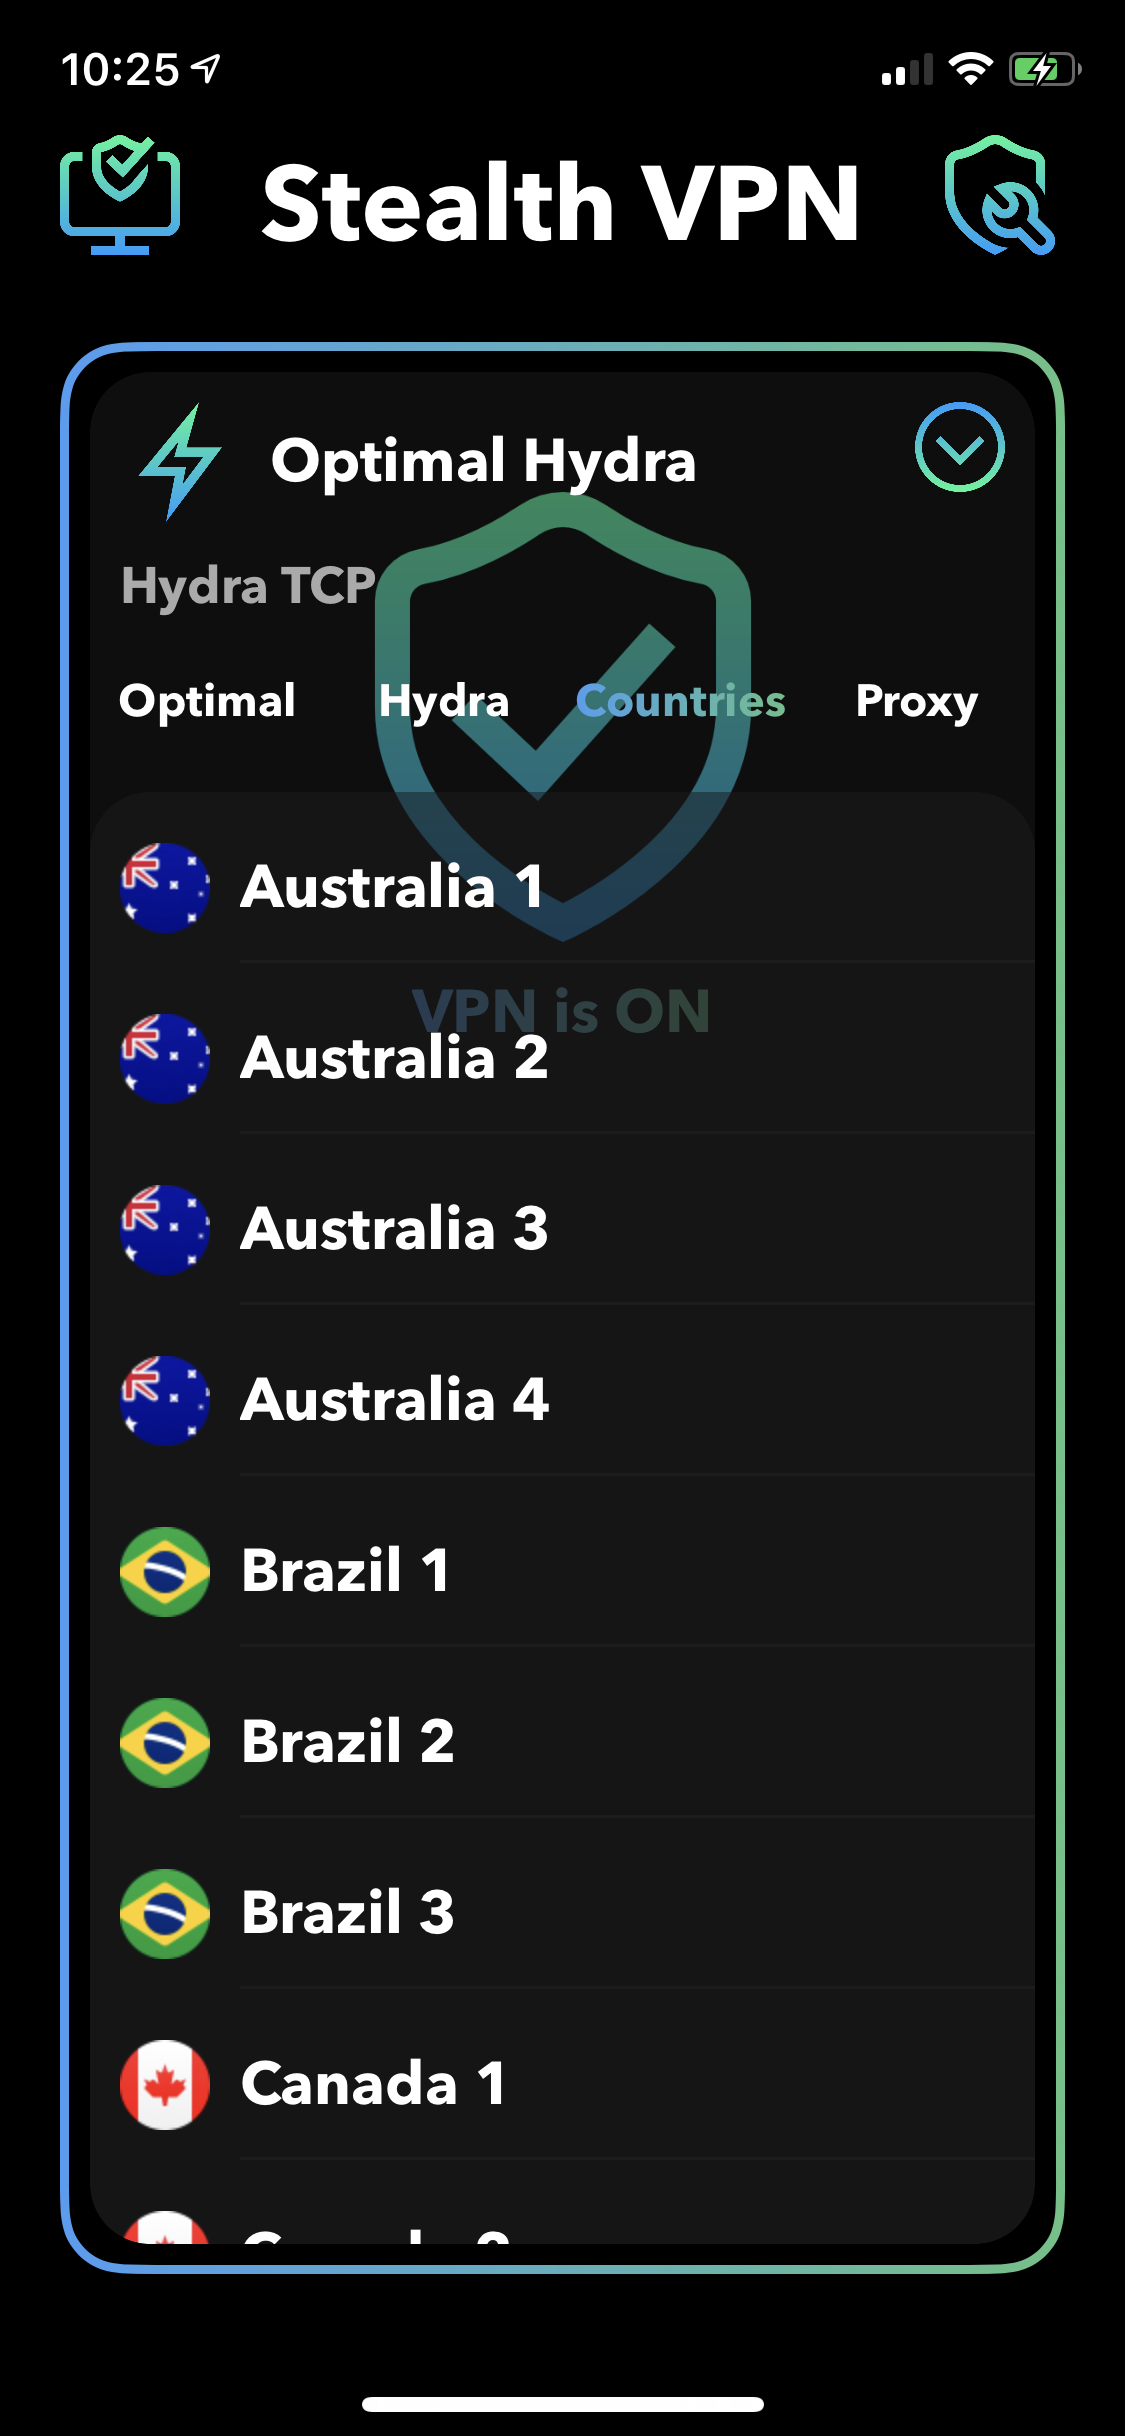 10:25
Stealth VPN
Optimal Hydra
Hydra TCP
Optimal Hydra Countries Proxy
Australia 1
VPN is ON
Australia 2
Australia 3
Australia 4
Brazil 1
Brazil 2
Brazil 3
Canada 1